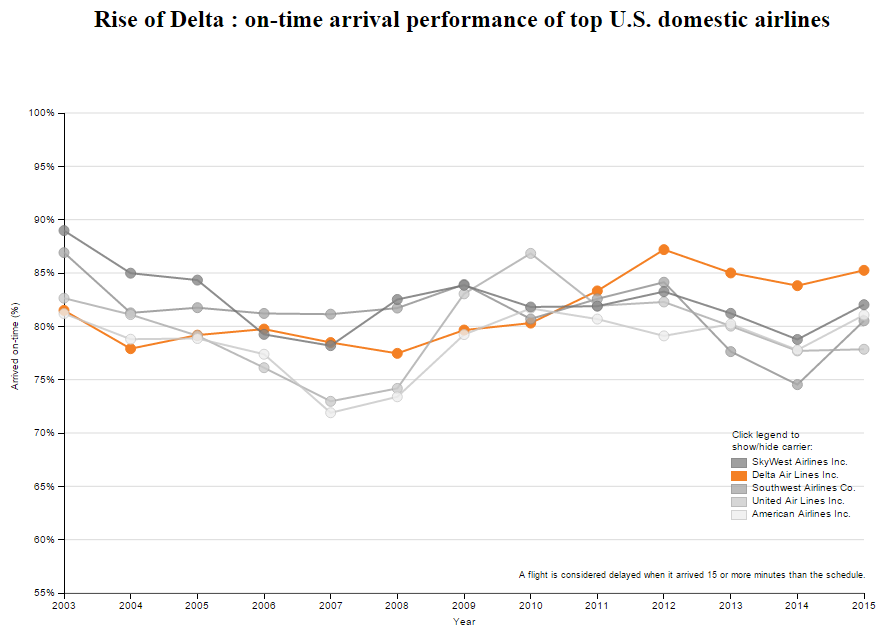 Rise of Delta : on-time arrival performance of top U.S. domestic airlines
100%
95%
90%
85%
80%
75%
70%
65%
60%
55%
Arrived on-time (%)
Click legend to
show/hide carrier:
SkyWest Airlines Inc.
Delta Air Lines Inc.
Southwest Airlines Co.
United Air Lines Inc.
American Airlines Inc.
A flight is considered delayed when it arrived 15 or more minutes than the schedule.
2003 2004 2005 2006 2007 2008 2009 2010 2011 2012 2013 2014 2015
Year